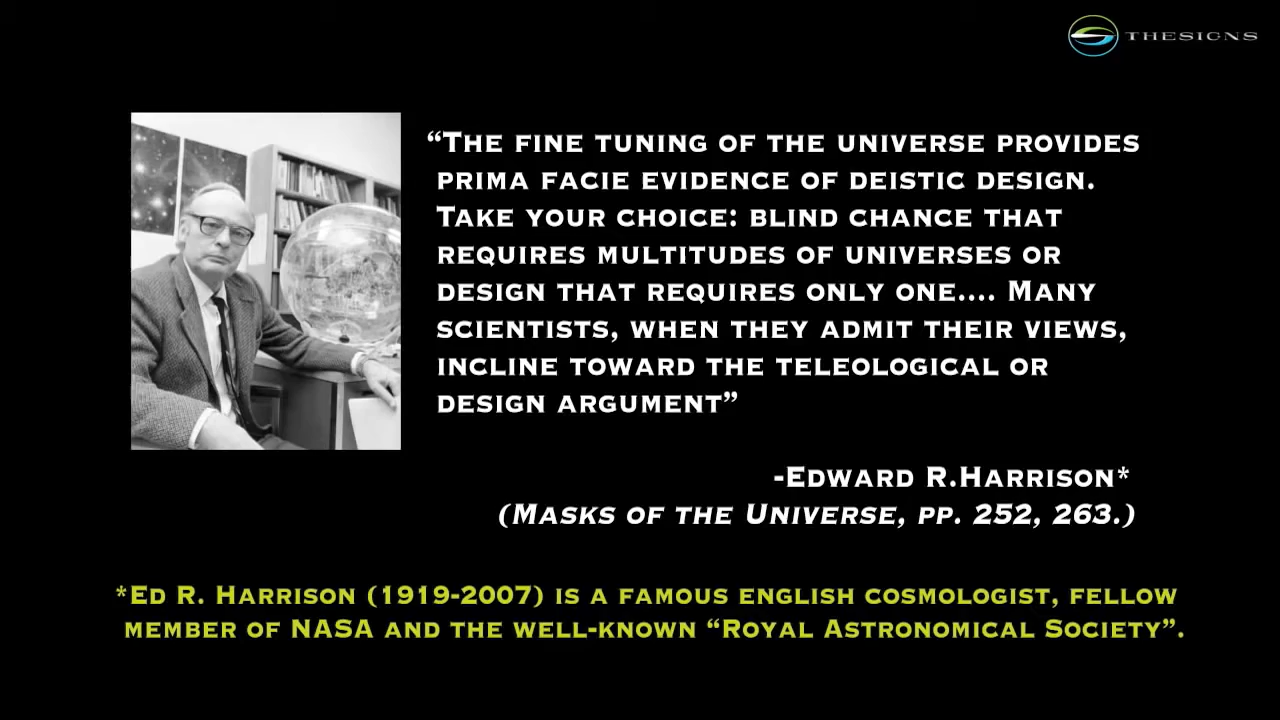 THESIGNS
“THE FINE TUNING OF THE UNIVERSE PROVIDES
PRIMA FACIE EVIDENCE OF DEISTIC DESIGN.
TAKE YOUR CHOICE: BLIND CHANCE THAT
REQUIRES MULTITUDES OF UNIVERSES OR
DESIGN THAT REQUIRES ONLY ONE.... MANY
SCIENTISTS, WHEN THEY ADMIT THEIR VIEWS,
INCLINE TOWARD THE TELEOLOGICAL OR
DESIGN ARGUMENT”
-EDWARD R.HARRISON*
(MASKS OF THE UNIVERSE, PP. 252, 263.)
*ED R. HARRISON (1919-2007) IS A FAMOUS ENGLISH COSMOLOGIST, FELLOW
MEMBER OF NASA AND THE WELL-KNOWN “ROYAL ASTRONOMICAL SOCIETY”.